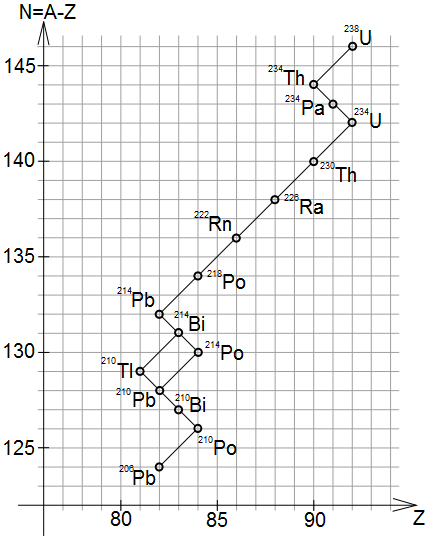 N=A-Z
238U
145
234Th
234Pa
234U
140
230Th
226Ra
222Rn
135
218Po
214Pb
214Bi
130
214Po
210Tl
210Pb
210Bi
210Po
125
206Pb
80
85
90
Z